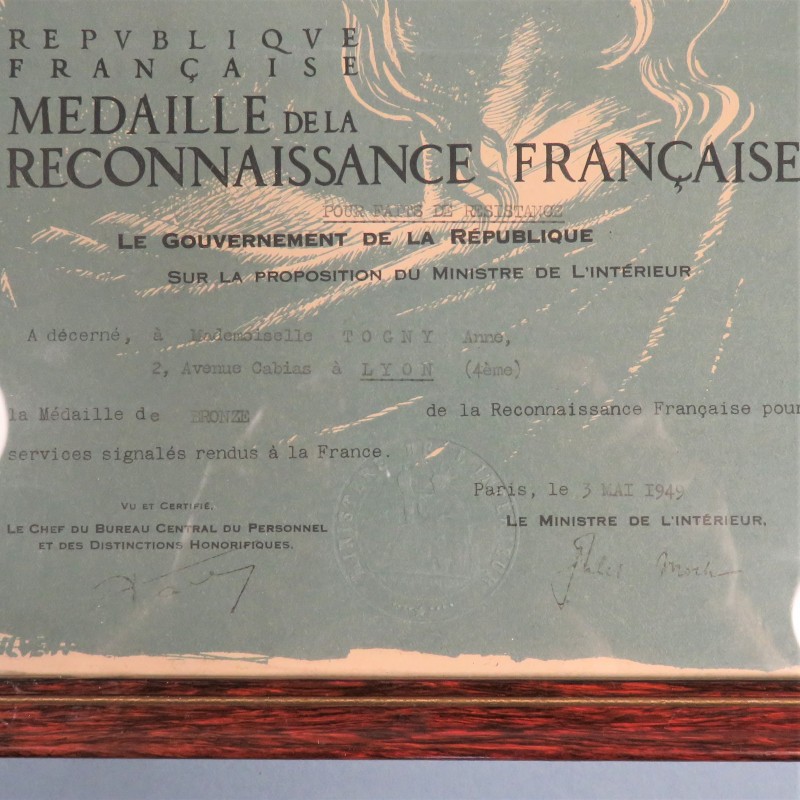 REPVBLIQVE
FRANÇAISE
MEDAILLE DE LA
RECONNAISSANCE FRANÇAISE
POUR FAITS DE RESISTANCE
LE GOUVERNEMENT DE LA RÉPUBLIQUE
SUR LA PROPOSITION DU MINISTRE DE L'INTÉRIEUR
A décerné, à Mademoiselle TOGNY Anne,
2, Avenue Cabias à LYON (4ème)
la Médaille de BRONZE de la Reconnaissance Française pour
services signalés rendus à la France.
Paris, le 3 MAI 1949
VU ET CERTIFIÉ,
LE CHEF DU BUREAU CENTRAL DU PERSONNEL
ET DES DISTINCTIONS HONORIFIQUES.
LE MINISTRE DE L'INTÉRIEUR,
Jules Moch